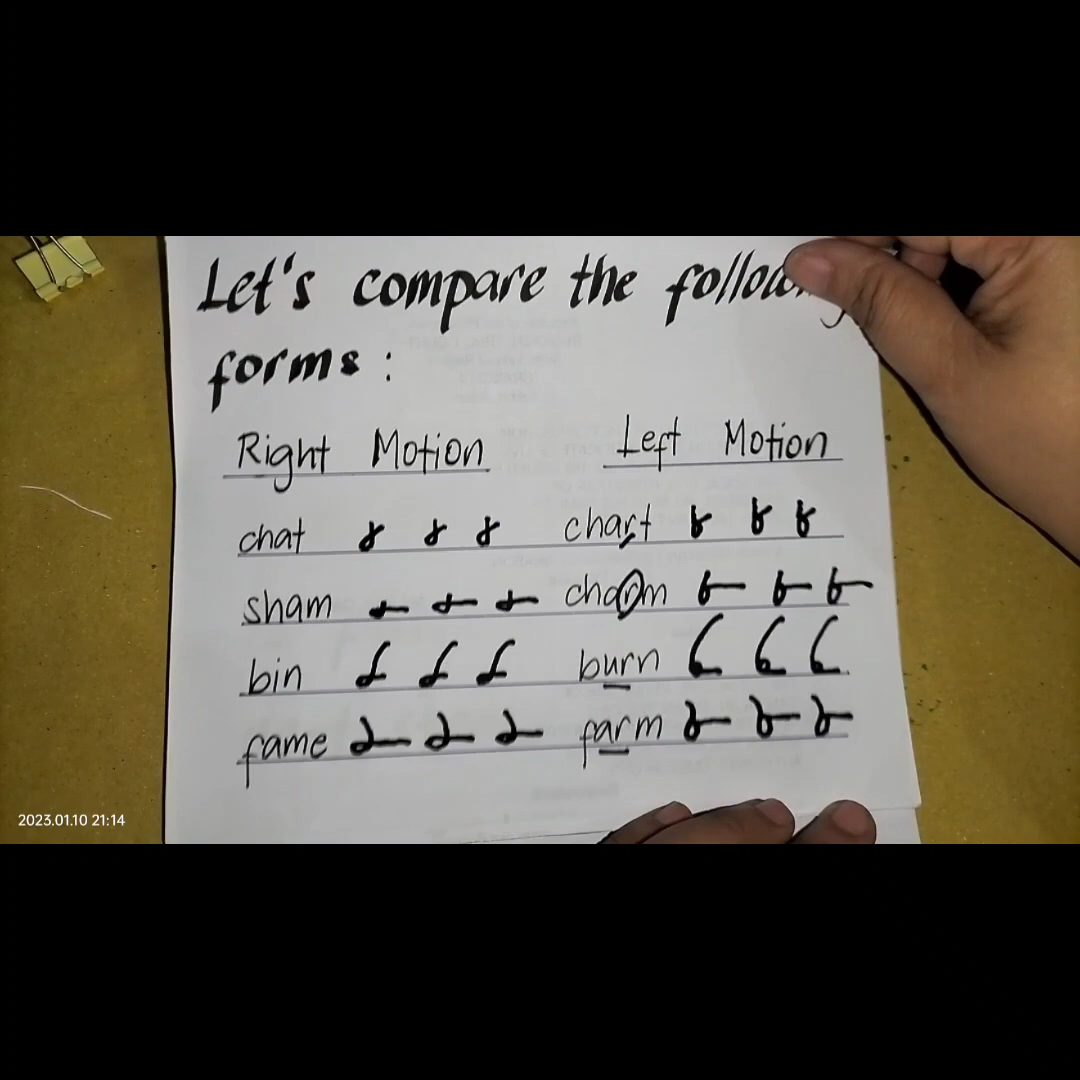 Let's compare the following
forms :
Right Motion Left Motion
chat chart
sham charm
bin burn
fame farm
2023.01.10 21:14